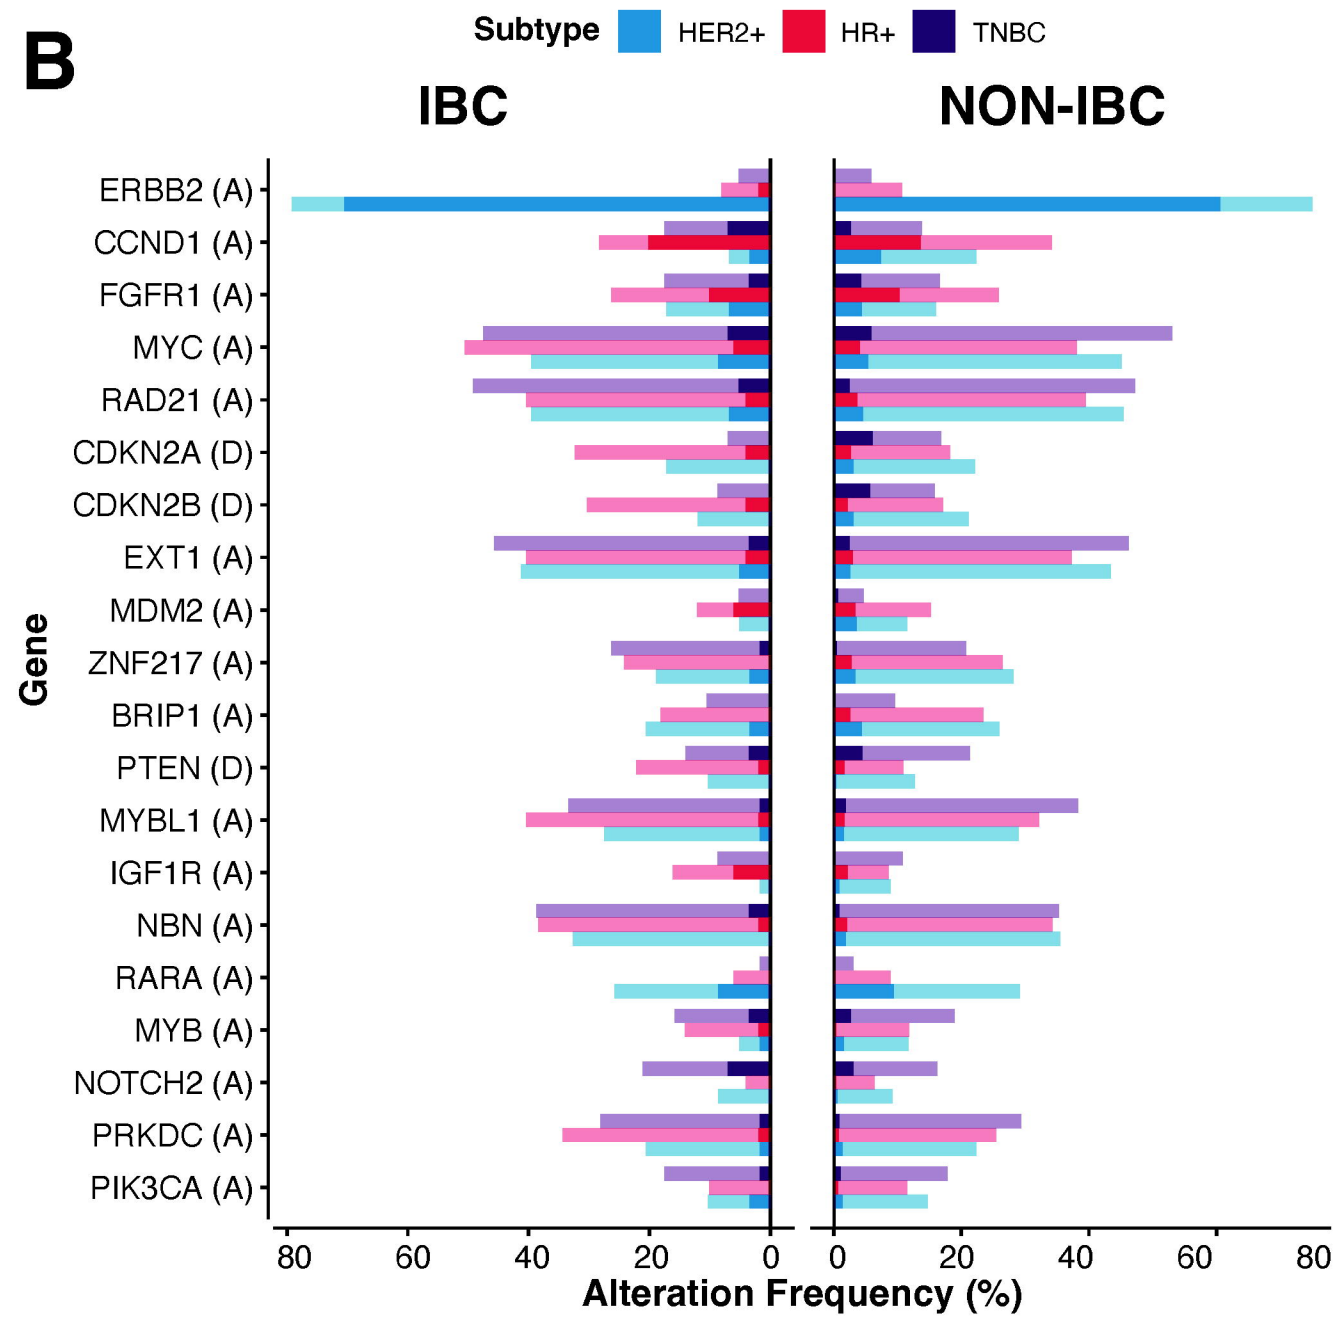 B
Subtype HER2+ HR+ TNBC
IBC NON-IBC
Gene
ERBB2 (A)
CCND1 (A)
FGFR1 (A)
MYC (A)
RAD21 (A)
CDKN2A (D)
CDKN2B (D)
EXT1 (A)
MDM2 (A)
ZNF217 (A)
BRIP1 (A)
PTEN (D)
MYBL1 (A)
IGF1R (A)
NBN (A)
RARA (A)
MYB (A)
NOTCH2 (A)
PRKDC (A)
PIK3CA (A)
80 60 40 20 0 0 20 40 60 80
Alteration Frequency (%)